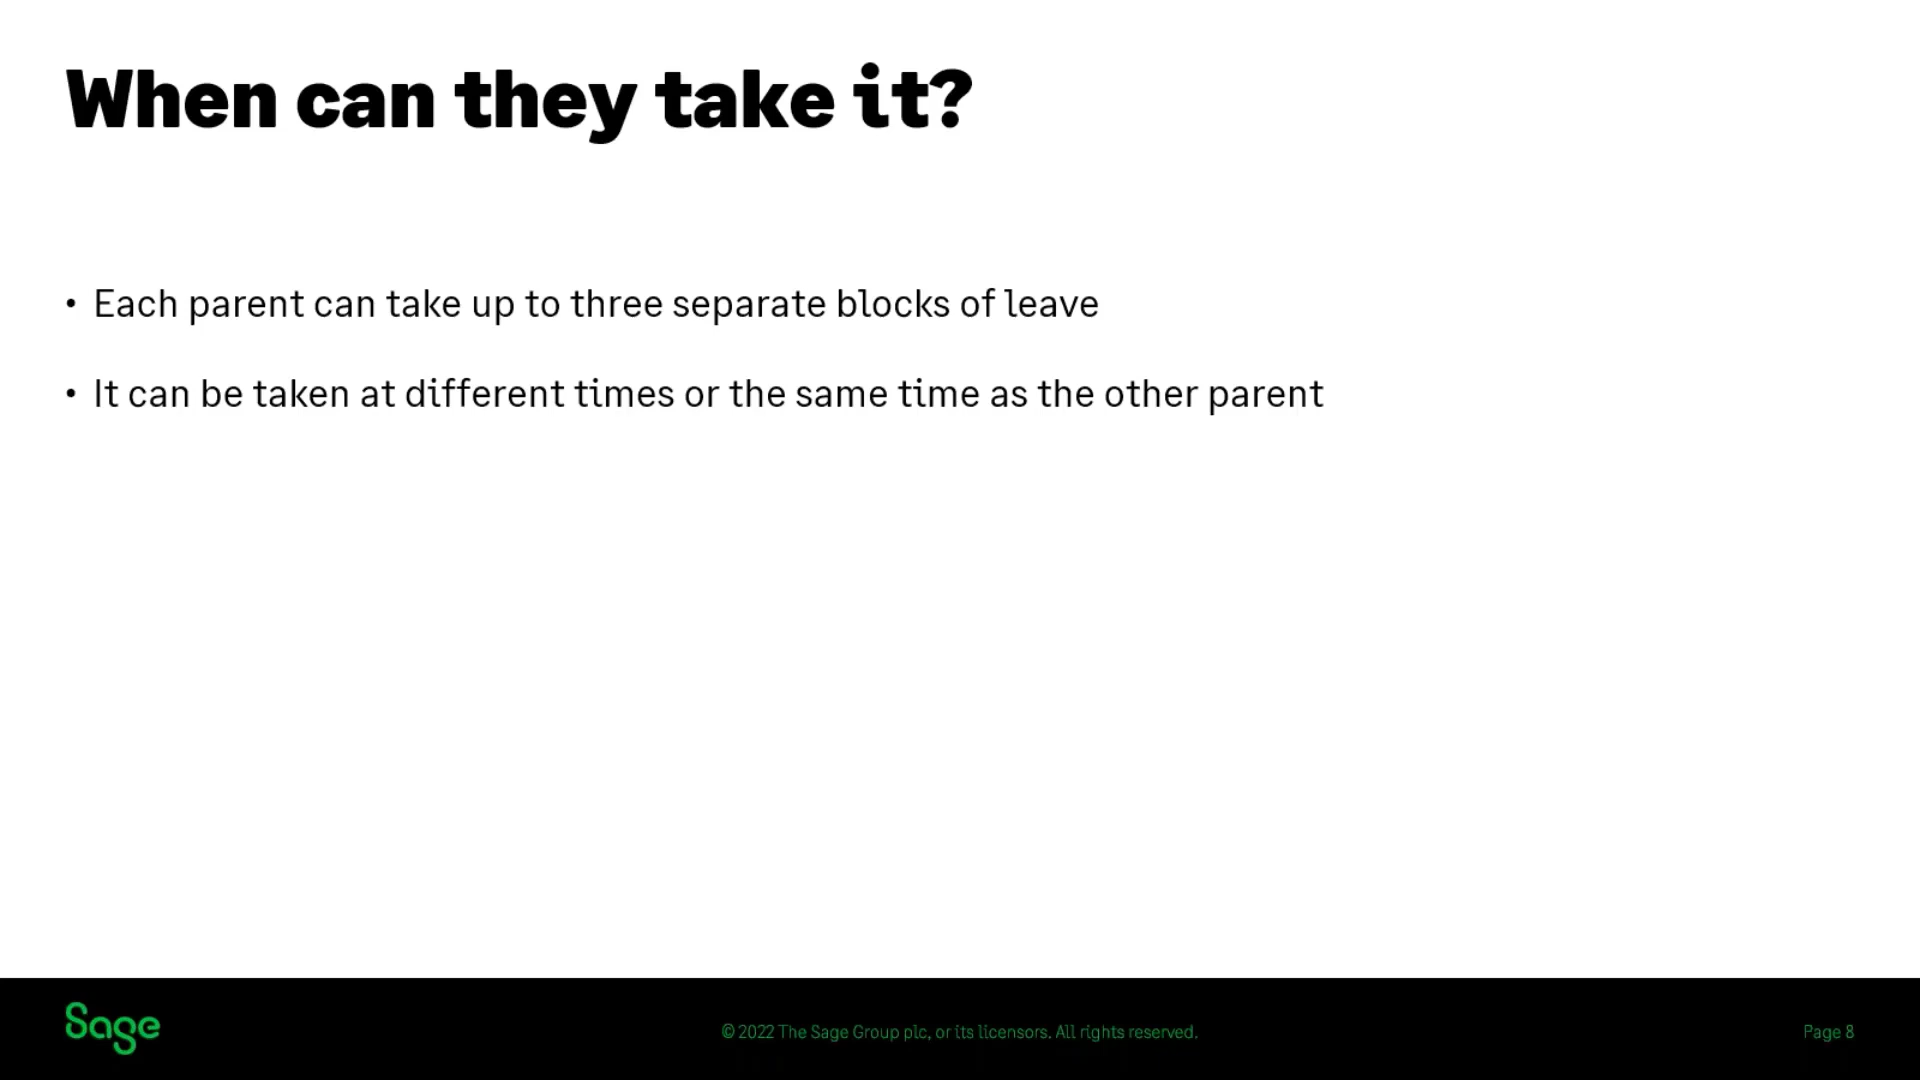 When can they take it?
• Each parent can take up to three separate blocks of leave
• It can be taken at different times or the same time as the other parent
Sage
© 2022 The Sage Group plc, or its licensors. All rights reserved.
Page 8